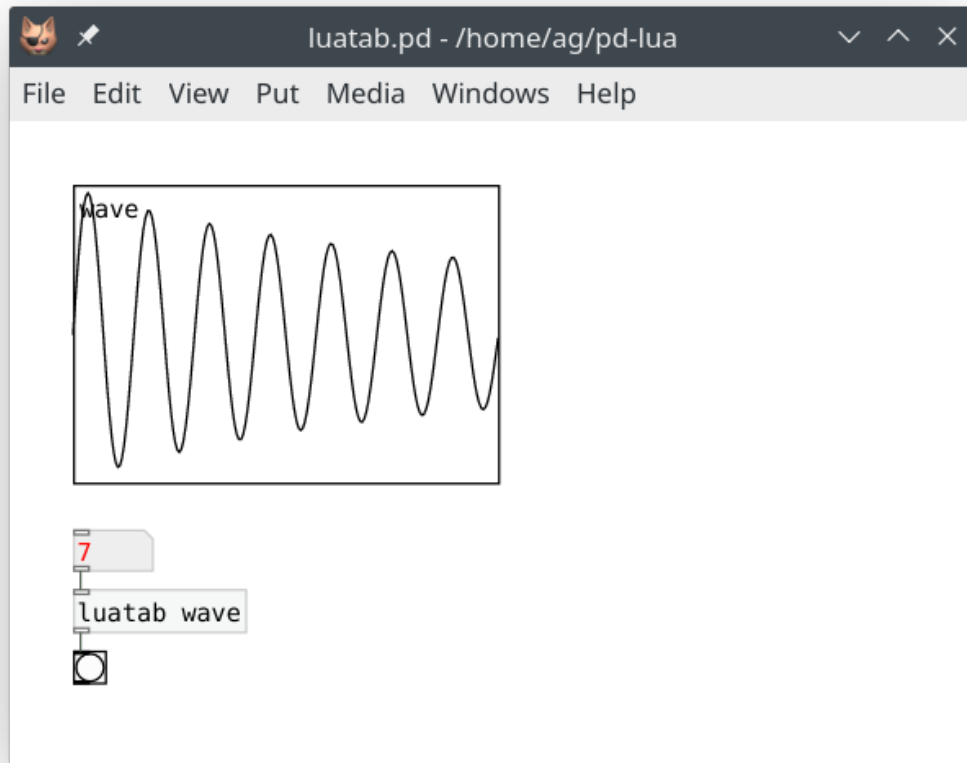 luatab.pd - /home/ag/pd-lua
File Edit View Put Media Windows Help
wave
7
luatab wave